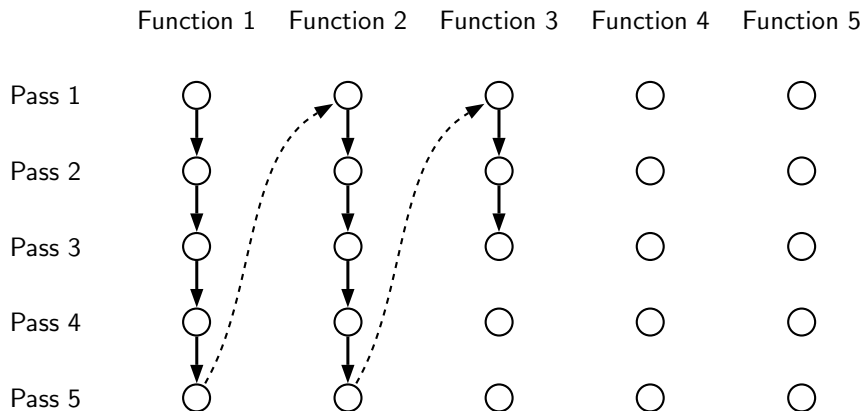 Function 1 Function 2 Function 3 Function 4 Function 5
Pass 1
Pass 2
Pass 3
Pass 4
Pass 5